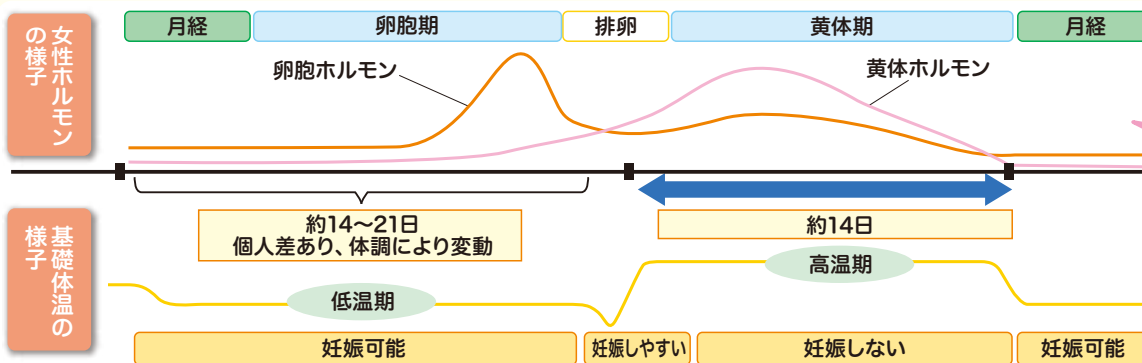 女性ホルモン
の様子
月経
卵胞期
排卵
黄体期
月経
卵胞ホルモン
黄体ホルモン
約14～21日
個人差あり、体調により変動
約14日
基礎体温の
様子
低温期
高温期
妊娠可能
妊娠しやすい
妊娠しない
妊娠可能